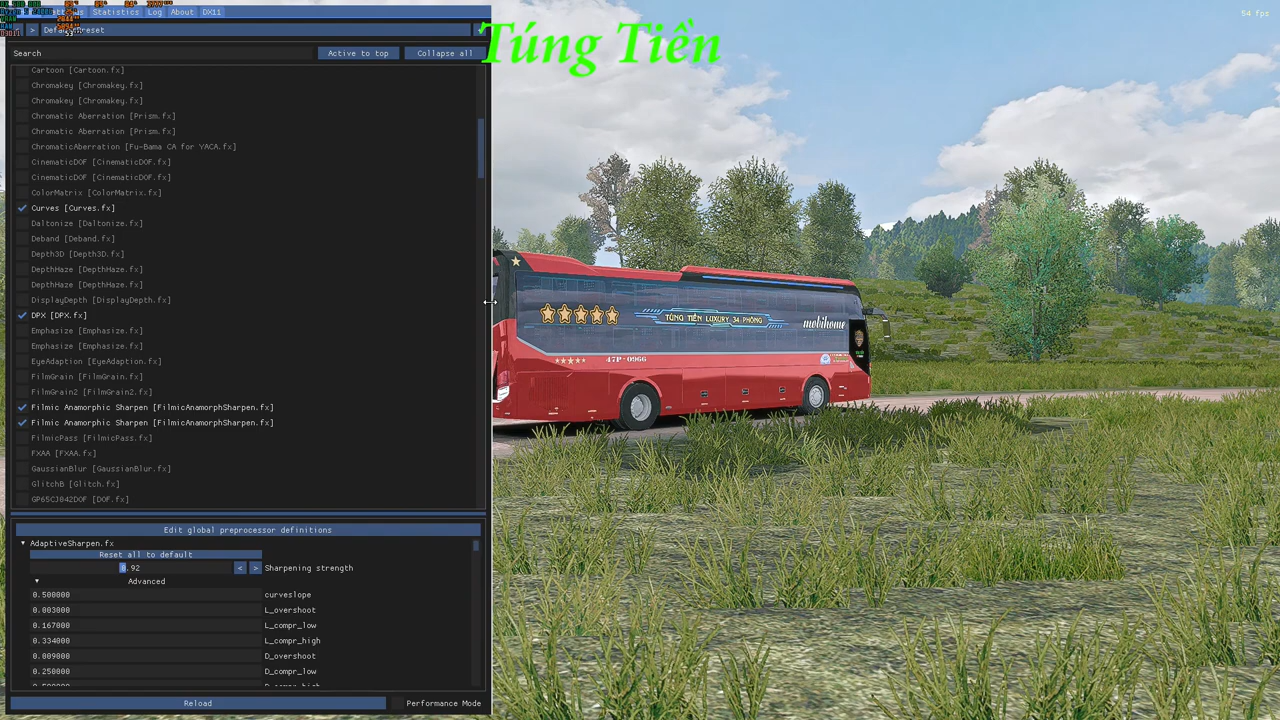 Statistics Log About DX11
54 fps
Túng Tiền
Search
Active to top
Collapse all
Cartoon [Cartoon.fx]
Chromakey [Chromakey.fx]
Chromakey [Chromakey.fx]
Chromatic Aberration [Prism.fx]
Chromatic Aberration [Prism.fx]
ChromaticAberration [Fu-Bama CA for YACA.fx]
CinematicDOF [CinematicDOF.fx]
CinematicDOF [CinematicDOF.fx]
ColorMatrix [ColorMatrix.fx]
Curves [Curves.fx]
Daltonize [Daltonize.fx]
Deband [Deband.fx]
Depth3D [Depth3D.fx]
DepthHaze [DepthHaze.fx]
DepthHaze [DepthHaze.fx]
DisplayDepth [DisplayDepth.fx]
DPX [DPX.fx]
Emphasize [Emphasize.fx]
Emphasize [Emphasize.fx]
EyeAdaption [EyeAdaption.fx]
FilmGrain [FilmGrain.fx]
FilmGrain2 [FilmGrain2.fx]
Filmic Anamorphic Sharpen [FilmicAnamorphSharpen.fx]
Filmic Anamorphic Sharpen [FilmicAnamorphSharpen.fx]
FilmicPass [FilmicPass.fx]
FXAA [FXAA.fx]
GaussianBlur [GaussianBlur.fx]
GlitchB [Glitch.fx]
GP65CJ042DOF [DOF.fx]
TÙNG TIỀN LUXURY 34 PHÒNG
mobihome
47P-0966
Edit global preprocessor definitions
AdaptiveSharpen.fx
Reset all to default
0.92 < > Sharpening strength
Advanced
0.500000 curveslope
0.003000 L_overshoot
0.167000 L_compr_low
0.334000 L_compr_high
0.009000 D_overshoot
0.250000 D_compr_low
Reload
Performance Mode